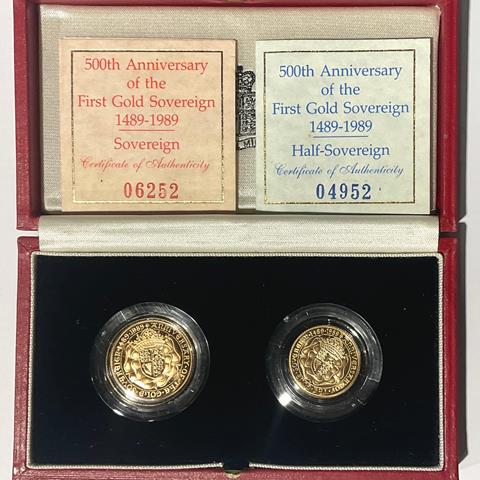 500th Anniversary
of the
First Gold Sovereign
1489-1989
Sovereign
Certificate of Authenticity
06252
500th Anniversary
of the
First Gold Sovereign
1489-1989
Half-Sovereign
Certificate of Authenticity
04952